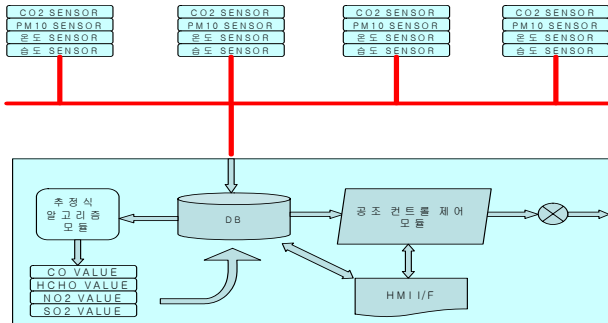 CO2 SENSOR
PM10 SENSOR
온도 SENSOR
습도 SENSOR
CO2 SENSOR
PM10 SENSOR
온도 SENSOR
습도 SENSOR
CO2 SENSOR
PM10 SENSOR
온도 SENSOR
습도 SENSOR
CO2 SENSOR
PM10 SENSOR
온도 SENSOR
습도 SENSOR
추정식
알고리즘
모듈
DB
공조 컨트롤 제어
모듈
CO VALUE
HCHO VALUE
NO2 VALUE
SO2 VALUE
HMI I/F